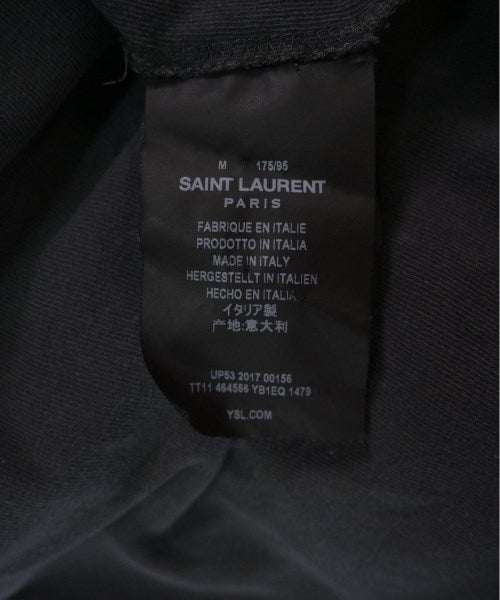 M 175/95
SAINT LAURENT
PARIS
FABRIQUE EN ITALIE
PRODOTTO IN ITALIA
MADE IN ITALY
HERGESTELLT IN ITALIEN
HECHO EN ITALIA
イタリア製
产地:意大利
UP53 2017 00156
TT11 464566 YB1EQ 1479
YSL.COM